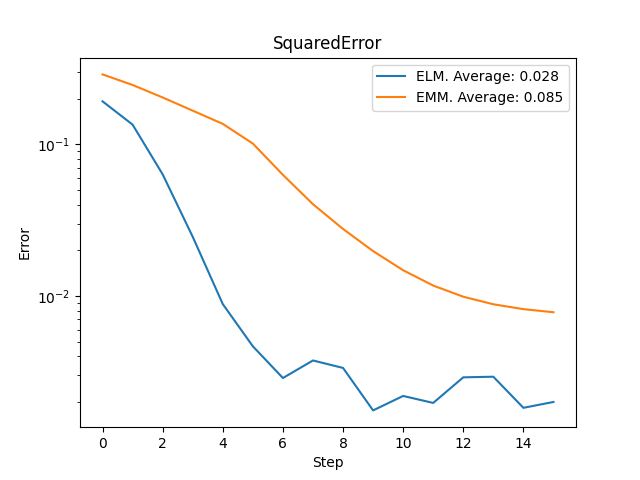 SquaredError
ELM. Average: 0.028
EMM. Average: 0.085
Error
10⁻¹
10⁻²
0 2 4 6 8 10 12 14
Step